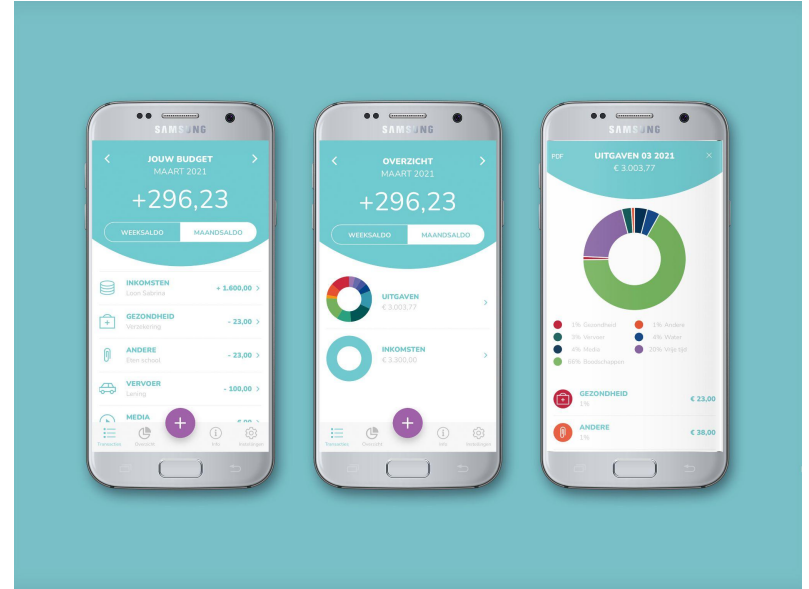 SAMSUNG
JOUW BUDGET
MAART 2021
+296,23
WEEKSALDO
MAANDSALDO
INKOMSTEN
Loon Sabrina
+ 1.600,00
GEZONDHEID
Verzekering
- 23,00
ANDERE
Eten school
- 23,00
VERVOER
Lening
- 100,00
MEDIA
Transacties
Overzicht
Info
Instellingen
SAMSUNG
OVERZICHT
MAART 2021
+296,23
WEEKSALDO
MAANDSALDO
UITGAVEN
€ 3.003,77
INKOMSTEN
€ 3.300,00
Transacties
Overzicht
Info
Instellingen
SAMSUNG
PDF
UITGAVEN 03 2021
€ 3.003,77
1% Gezondheid
1% Andere
3% Vervoer
4% Water
4% Media
20% Vrije tijd
66% Boodschappen
GEZONDHEID
1%
€ 23,00
ANDERE
1%
€ 38,00